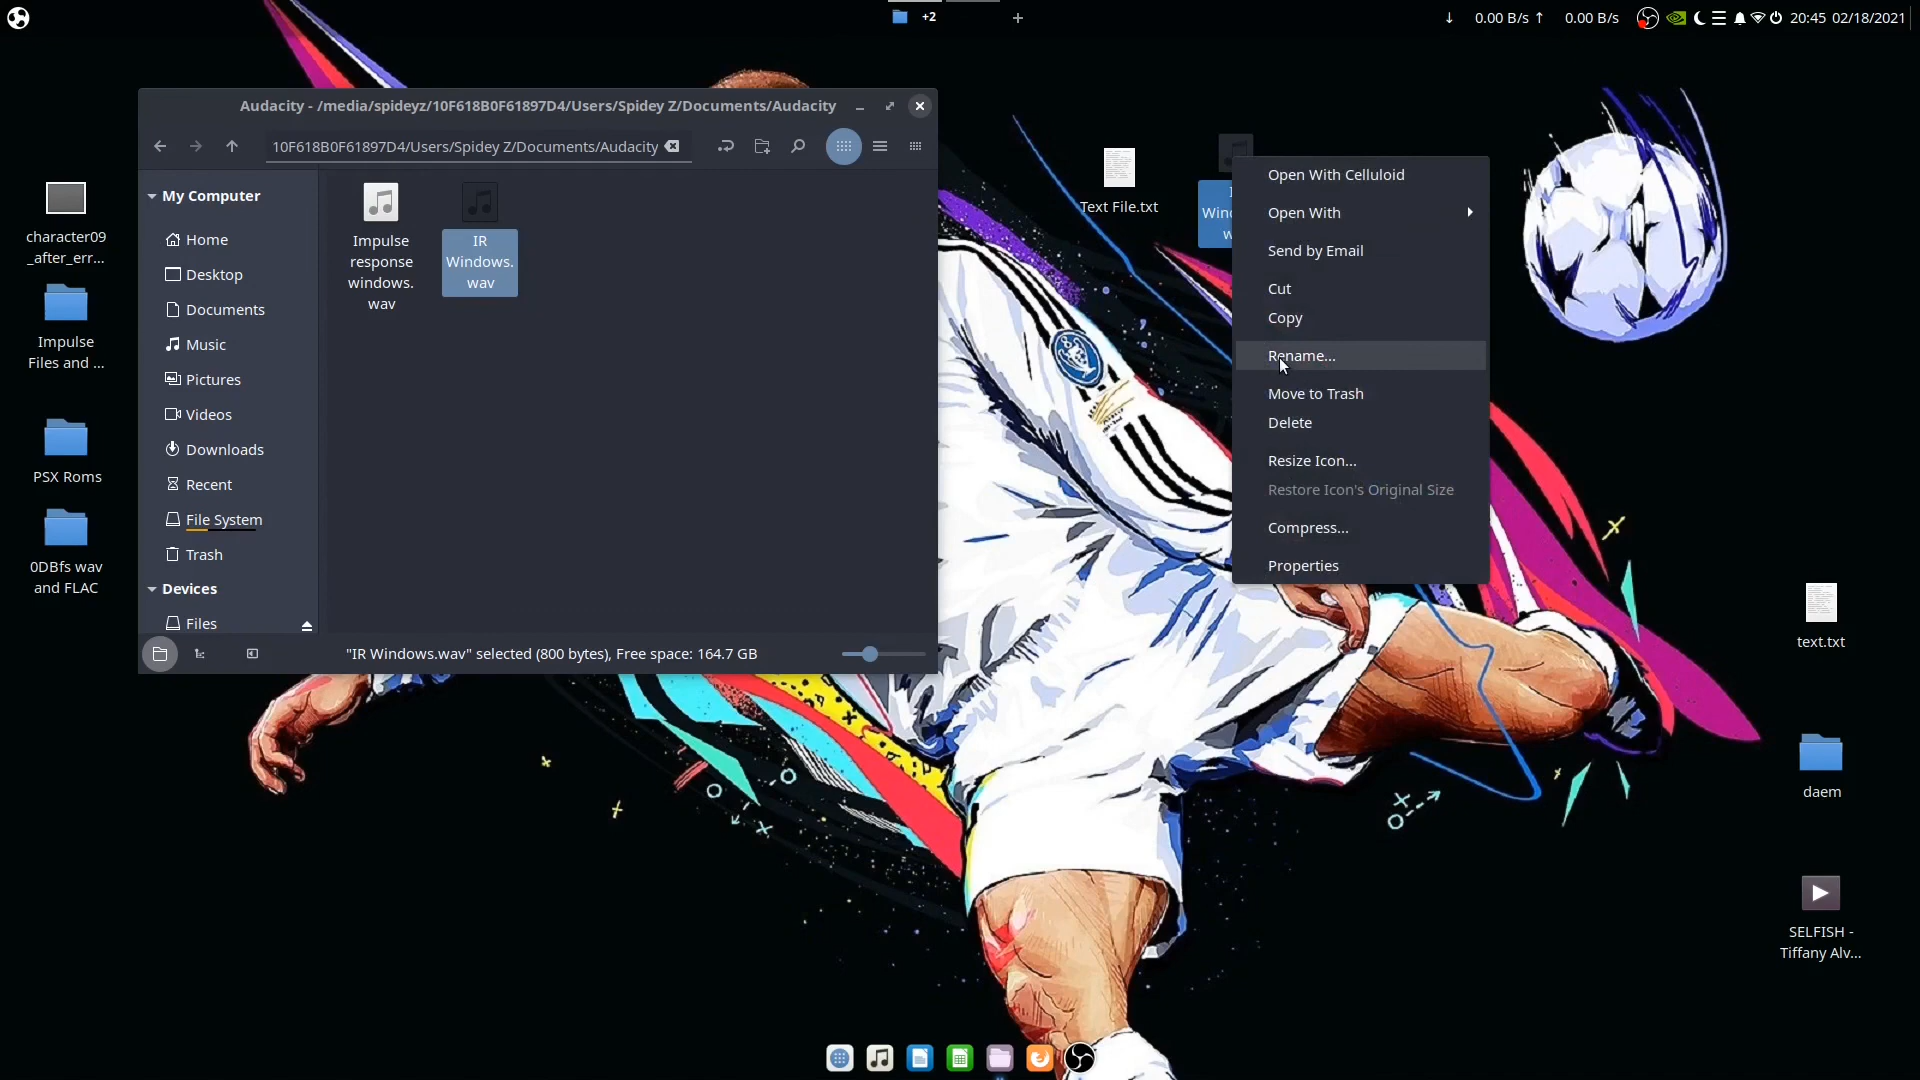 +2
+
↓ 0.00 B/s ↑ 0.00 B/s
20:45 02/18/2021
Audacity - /media/spideyz/10F618B0F61897D4/Users/Spidey Z/Documents/Audacity
10F618B0F61897D4/Users/Spidey Z/Documents/Audacity
My Computer
Home
Desktop
Documents
Music
Pictures
Videos
Downloads
Recent
File System
Trash
Devices
Files
Impulse
response
windows.
wav
IR
Windows.
wav
"IR Windows.wav" selected (800 bytes), Free space: 164.7 GB
character09
_after_err...
Impulse
Files and ...
PSX Roms
0DBfs wav
and FLAC
Text File.txt
Open With Celluloid
Open With
Send by Email
Cut
Copy
Rename...
Move to Trash
Delete
Resize Icon...
Restore Icon's Original Size
Compress...
Properties
text.txt
daem
SELFISH -
Tiffany Alv...